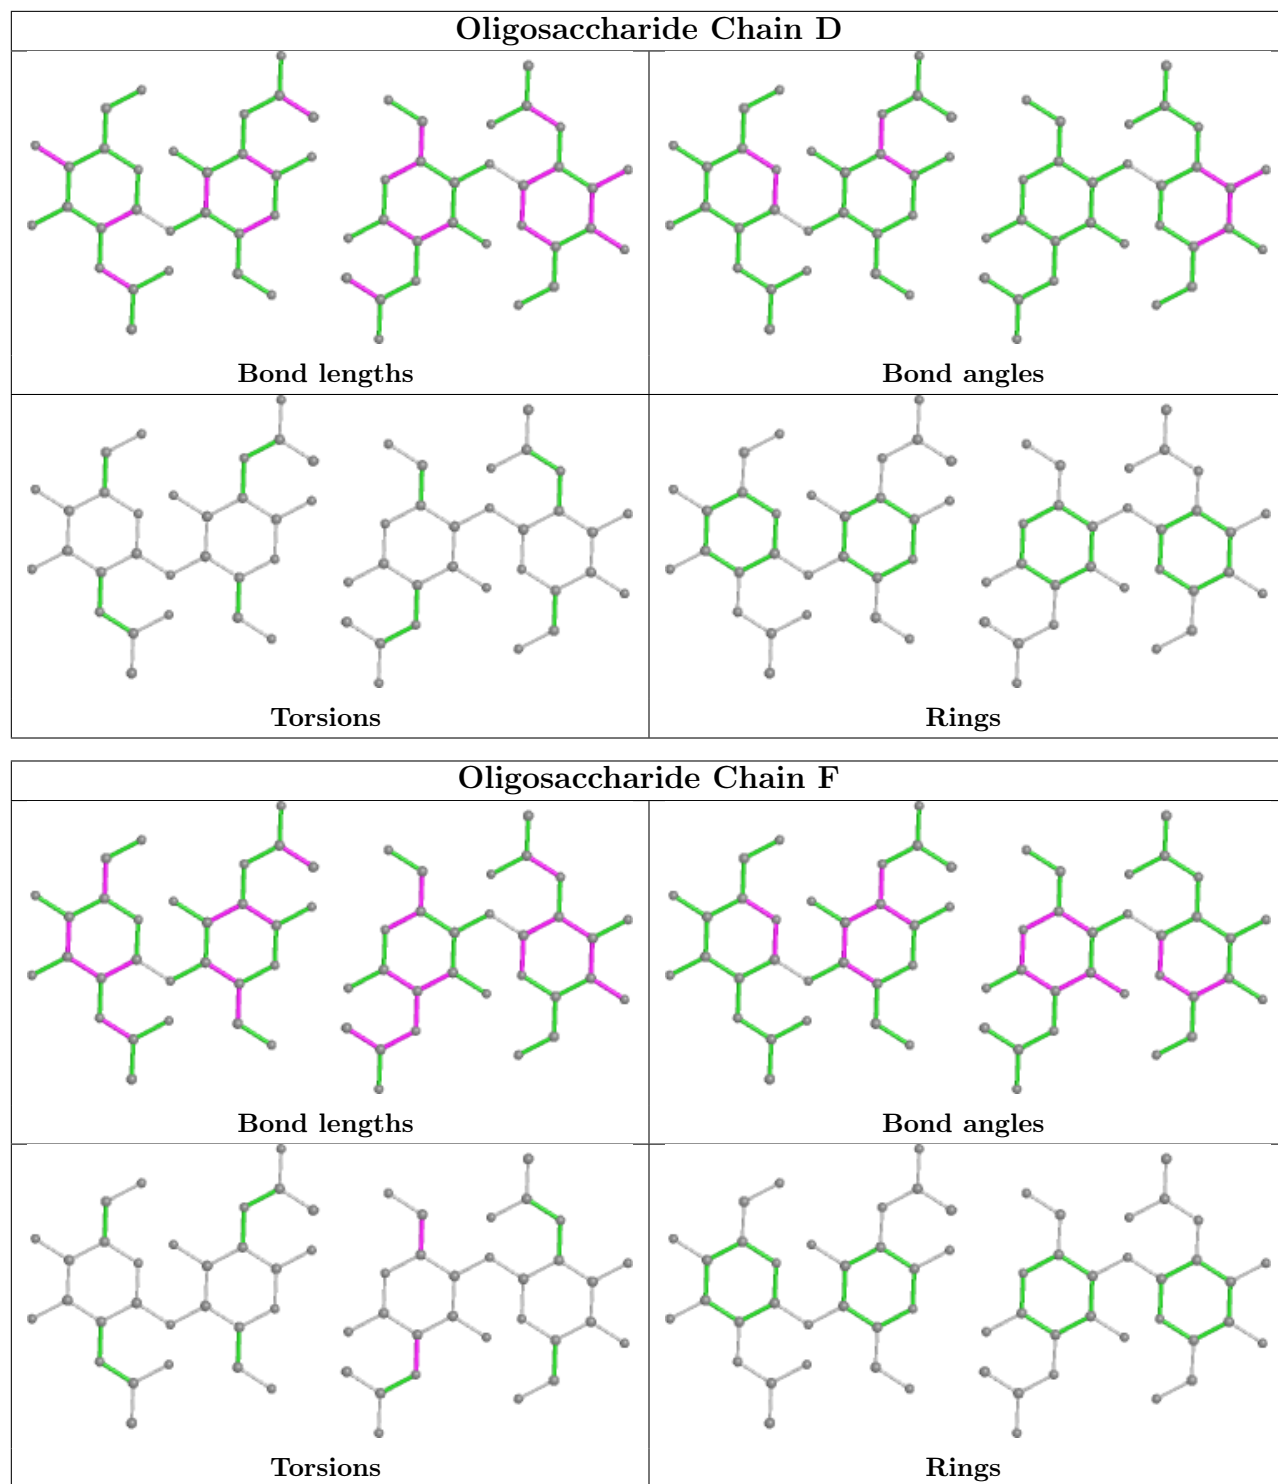 Oligosaccharide Chain D
Bond lengths
Bond angles
Torsions
Rings
Oligosaccharide Chain F
Bond lengths
Bond angles
Torsions
Rings